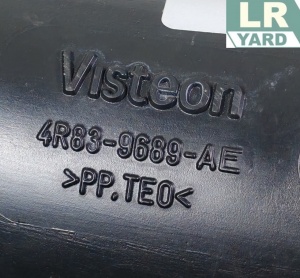 LR
YARD
Visteon
4R83-9689-AE
>PP.TEO<